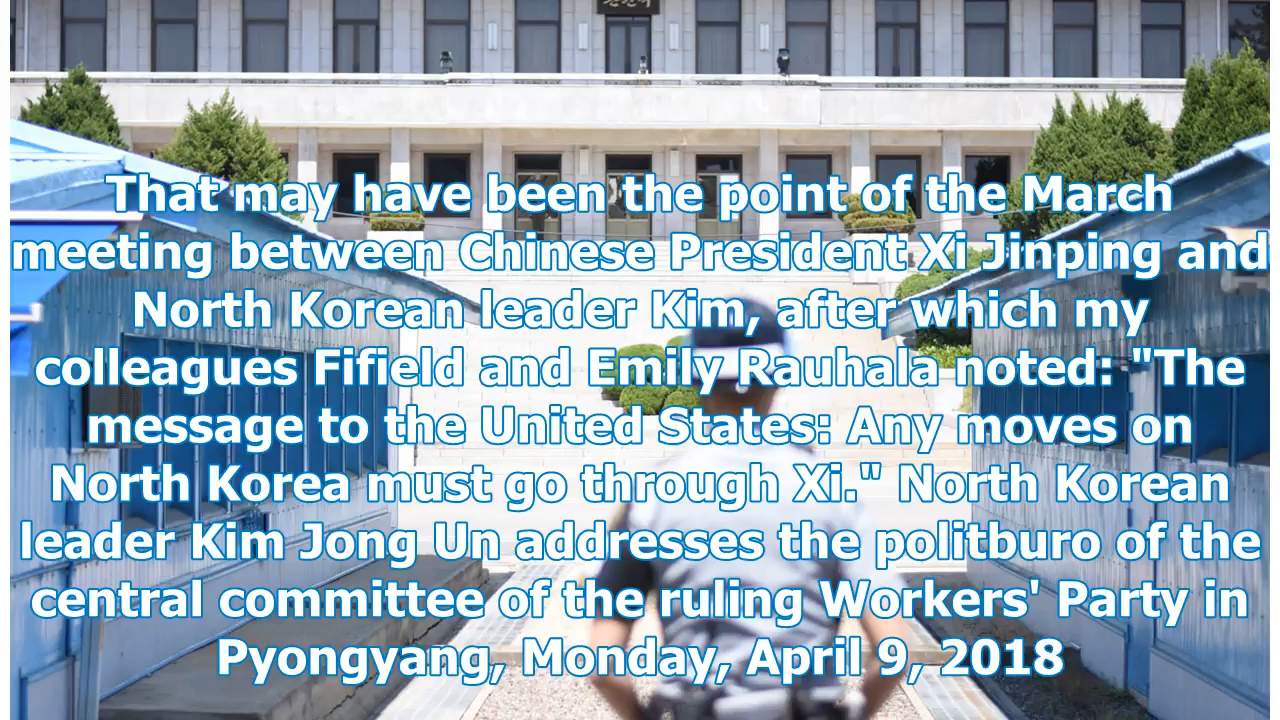 That may have been the point of the March
meeting between Chinese President Xi Jinping and
North Korean leader Kim, after which my
colleagues Fifield and Emily Rauhala noted: "The
message to the United States: Any moves on
North Korea must go through Xi." North Korean
leader Kim Jong Un addresses the politburo of the
central committee of the ruling Workers' Party in
Pyongyang, Monday, April 9, 2018